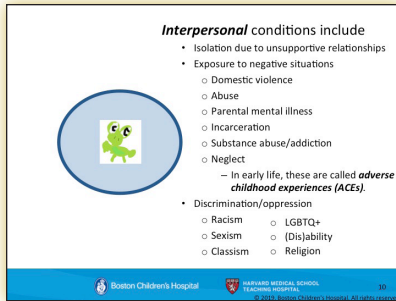 Interpersonal conditions include
• Isolation due to unsupportive relationships
• Exposure to negative situations
o Domestic violence
o Abuse
o Parental mental illness
o Incarceration
o Substance abuse/addiction
o Neglect
– In early life, these are called adverse
childhood experiences (ACEs).
• Discrimination/oppression
o Racism
o Sexism
o Classism
o LGBTQ+
o (Dis)ability
o Religion
Boston Children's Hospital
HARVARD MEDICAL SCHOOL
TEACHING HOSPITAL
10
© 2019, Boston Children's Hospital. All rights reserved